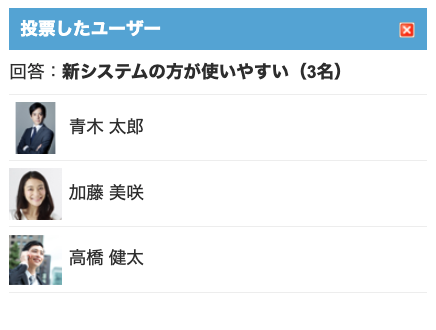 投票したユーザー
回答：新システムの方が使いやすい（3名）
青木 太郎
加藤 美咲
高橋 健太